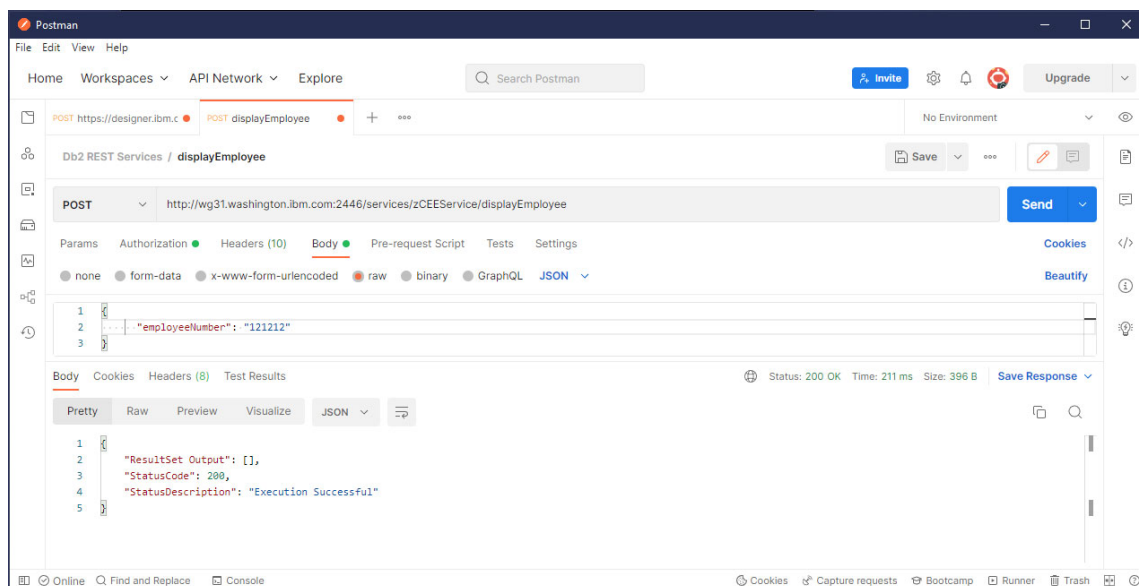 Postman
File Edit View Help
Home Workspaces API Network Explore Search Postman Invite Upgrade
POST https://designer.ibm.c POST displayEmployee No Environment
Db2 REST Services / displayEmployee Save
POST http://wg31.washington.ibm.com:2446/services/zCEEService/displayEmployee Send
Params Authorization Headers (10) Body Pre-request Script Tests Settings Cookies
none form-data x-www-form-urlencoded raw binary GraphQL JSON Beautify
1 {
2 "employeeNumber": "121212"
3 }
Body Cookies Headers (8) Test Results Status: 200 OK Time: 211 ms Size: 396 B Save Response
Pretty Raw Preview Visualize JSON
1 {
2 "ResultSet Output": [],
3 "StatusCode": 200,
4 "StatusDescription": "Execution Successful"
5 }
Online Find and Replace Console Cookies Capture requests Bootcamp Runner Trash